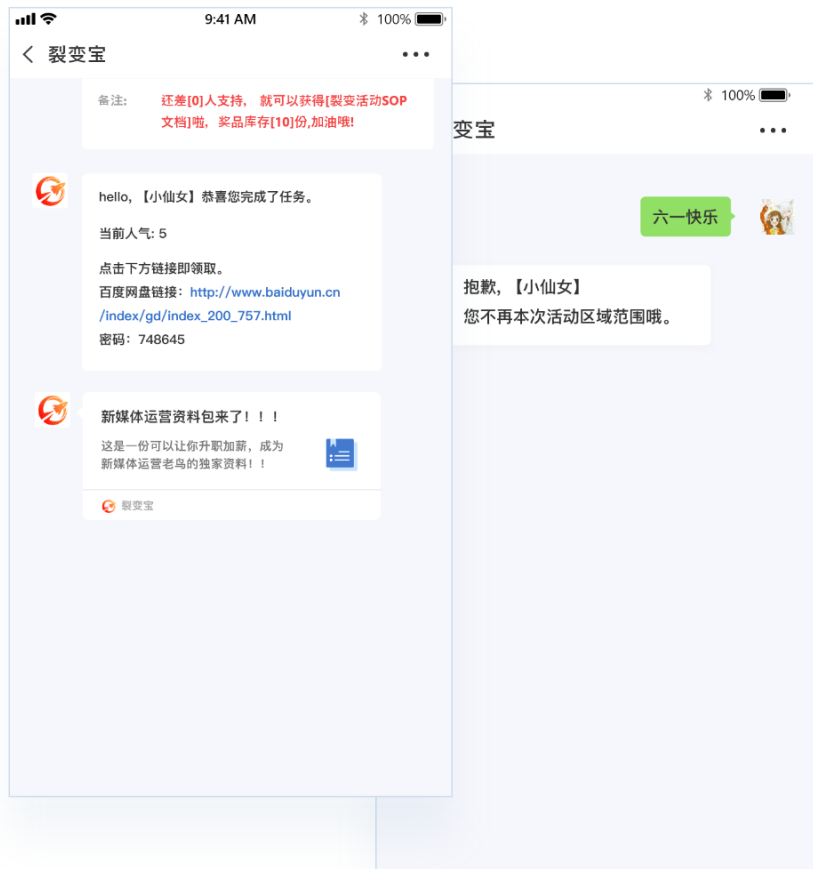 9:41 AM
100%
裂变宝
备注:
还差[0]人支持， 就可以获得[裂变活动SOP
文档]啦，奖品库存[10]份,加油哦!
hello, 【小仙女】恭喜您完成了任务。
当前人气: 5
点击下方链接即领取。
百度网盘链接：http://www.baiduyun.cn
/index/gd/index_200_757.html
密码：748645
新媒体运营资料包来了！！！
这是一份可以让你升职加薪，成为
新媒体运营老鸟的独家资料！！
裂变宝
100%
变宝
六一快乐
抱歉, 【小仙女】
您不再本次活动区域范围哦。